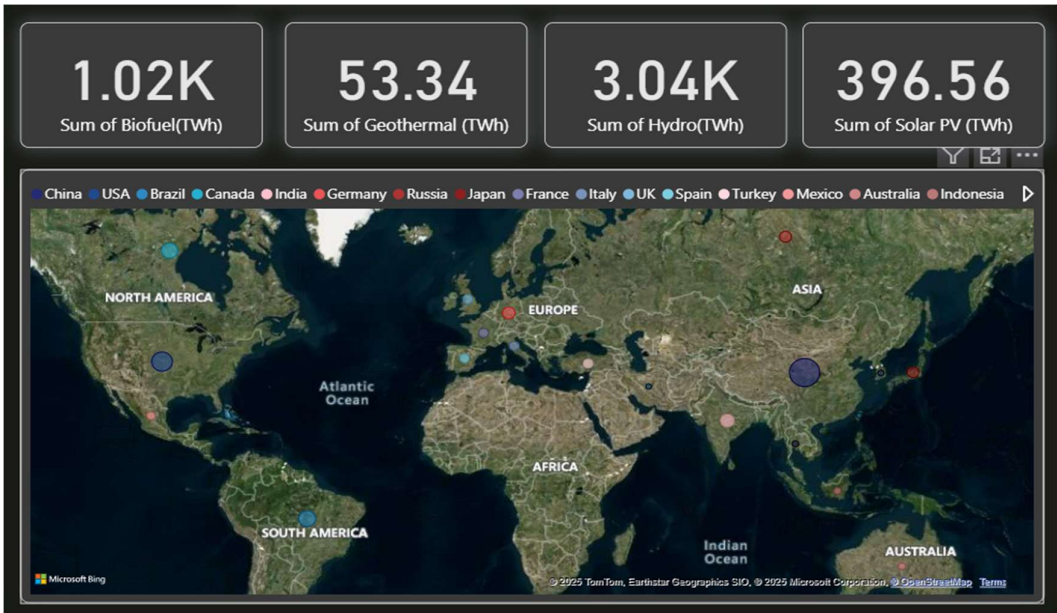 1.02K
Sum of Biofuel(TWh)
53.34
Sum of Geothermal (TWh)
3.04K
Sum of Hydro(TWh)
396.56
Sum of Solar PV (TWh)
China USA Brazil Canada India Germany Russia Japan France Italy UK Spain Turkey Mexico Australia Indonesia
NORTH AMERICA
EUROPE
ASIA
Atlantic
Ocean
AFRICA
SOUTH AMERICA
Indian
Ocean
AUSTRALIA
Microsoft Bing
© 2025 TomTom, Earthstar Geographics SIO, © 2025 Microsoft Corporation, © OpenStreetMap Terms